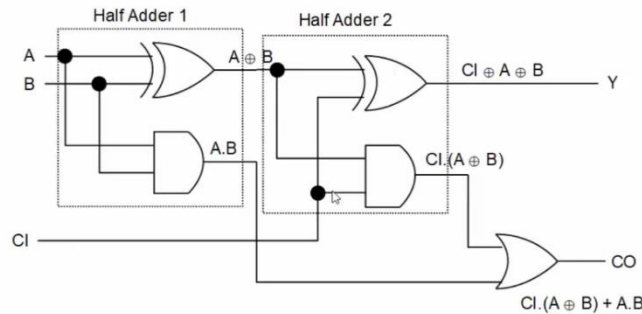 Half Adder 1
Half Adder 2
A
A ⊕ B
CI ⊕ A ⊕ B
B
Y
A.B
CI.(A ⊕ B)
CI
CO
CI.(A ⊕ B) + A.B